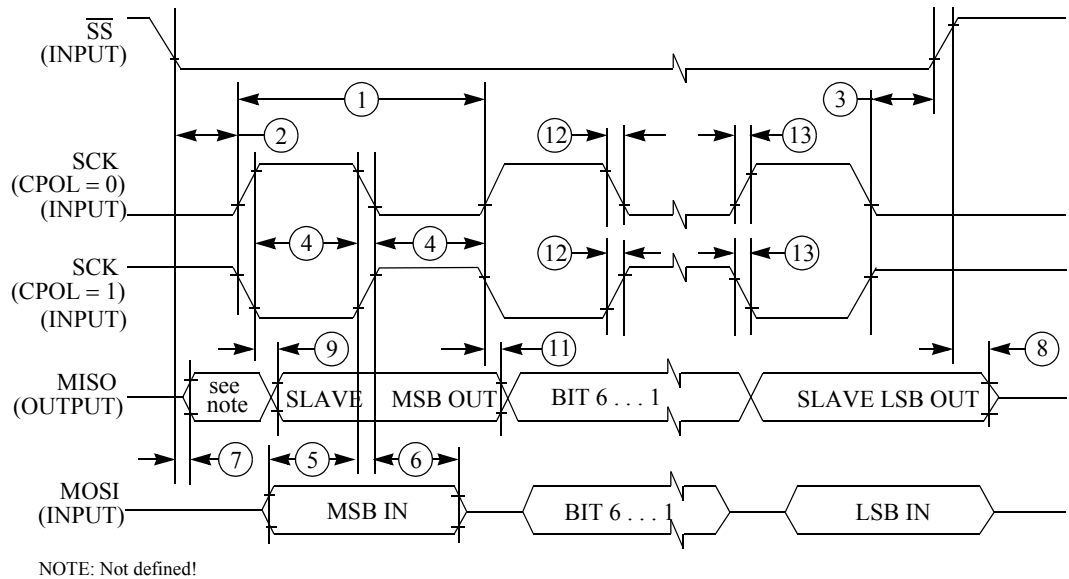 SS
(INPUT)
1
3
2
12
13
SCK
(CPOL = 0)
(INPUT)
4
4
12
13
SCK
(CPOL = 1)
(INPUT)
9
11
8
MISO
(OUTPUT)
see
note
SLAVE
MSB OUT
BIT 6 . . . 1
SLAVE LSB OUT
7
5
6
MOSI
(INPUT)
MSB IN
BIT 6 . . . 1
LSB IN
NOTE: Not defined!